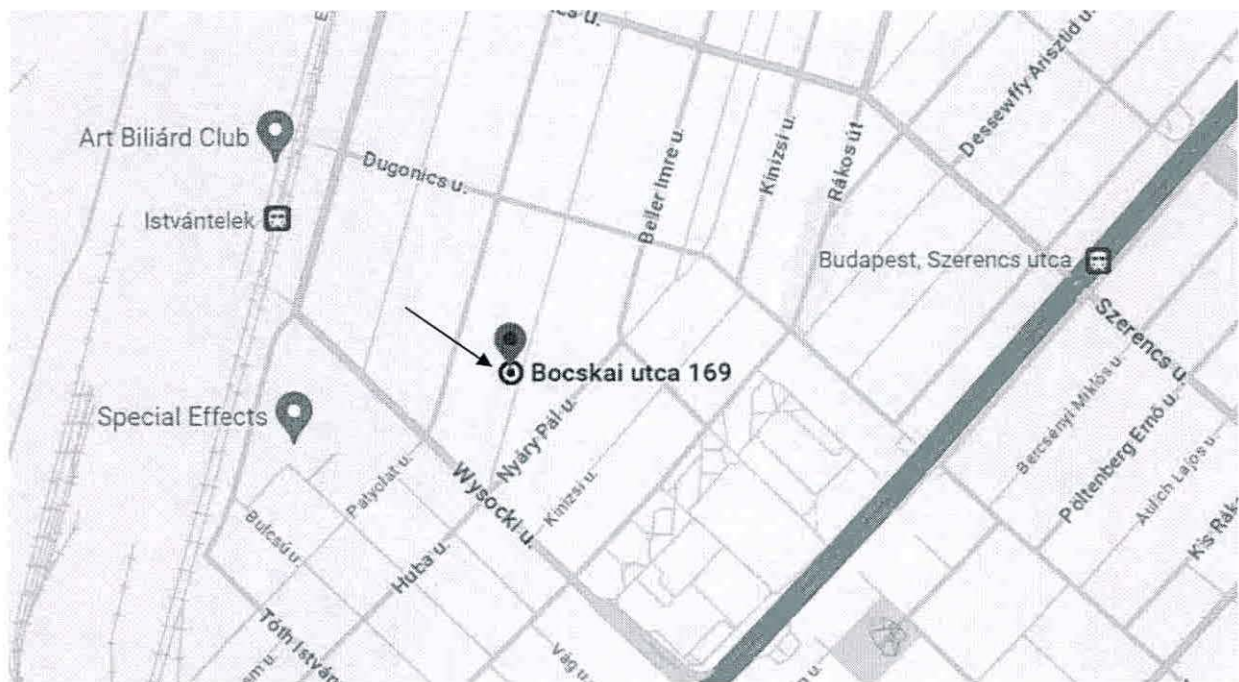 Dessewffy Arisztid u.
Art Biliárd Club
Dugonics u.
Beller Imre u.
Kinizsi u.
Rákos út
Istvántelek
Budapest, Szerencs utca
Szerencs u.
Bocskai utca 169
Bercsényi Miklós u.
Special Effects
Nyáry Pál u.
Pöltenberg Ernő u.
Aulich Lajos u.
Patyolat u.
Wysocki u.
Kinizsi u.
Bulcsú u.
Huba u.
Tóth István
Vág u.